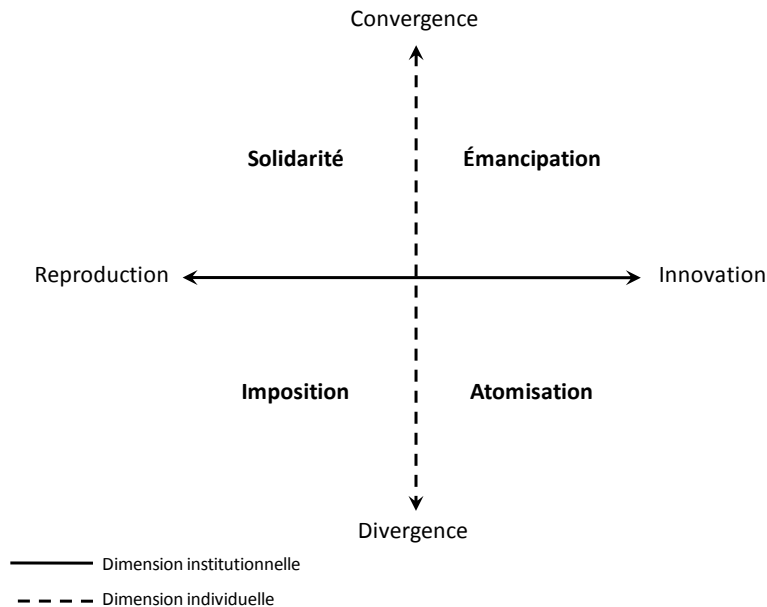 Convergence
Solidarité Émancipation
Reproduction Innovation
Imposition Atomisation
Divergence
Dimension institutionnelle
Dimension individuelle